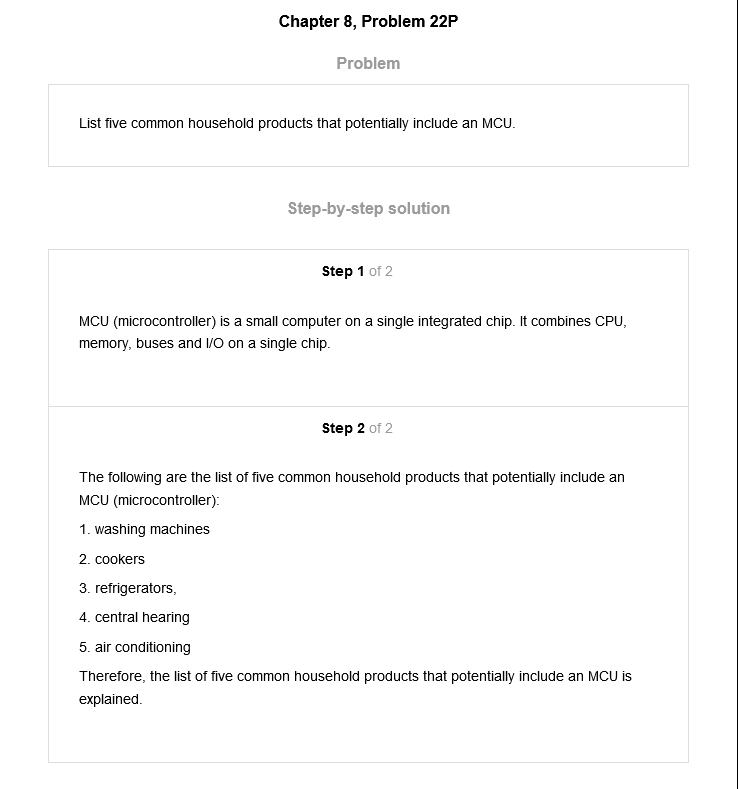 Chapter 8, Problem 22P
Problem
List five common household products that potentially include an MCU.
Step-by-step solution
Step 1 of 2
MCU (microcontroller) is a small computer on a single integrated chip. It combines CPU,
memory, buses and I/O on a single chip.
Step 2 of 2
The following are the list of five common household products that potentially include an
MCU (microcontroller):
1. washing machines
2. cookers
3. refrigerators,
4. central hearing
5. air conditioning
Therefore, the list of five common household products that potentially include an MCU is
explained.